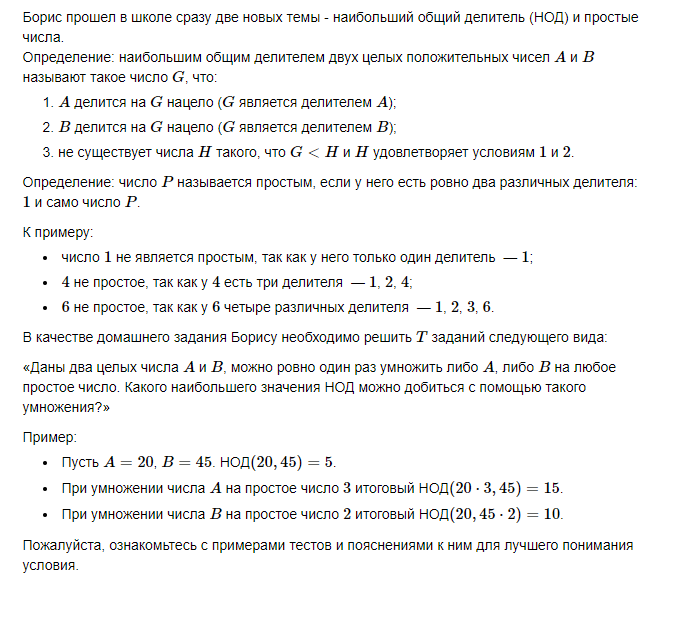 Борис прошел в школе сразу две новых темы - наибольший общий делитель (НОД) и простые
числа.
Определение: наибольшим общим делителем двух целых положительных чисел A и B
называют такое число G, что:
1. A делится на G нацело (G является делителем A);
2. B делится на G нацело (G является делителем B);
3. не существует числа H такого, что G < H и H удовлетворяет условиям 1 и 2.
Определение: число P называется простым, если у него есть ровно два различных делителя:
1 и само число P.
К примеру:
• число 1 не является простым, так как у него только один делитель — 1;
• 4 не простое, так как у 4 есть три делителя — 1, 2, 4;
• 6 не простое, так как у 6 четыре различных делителя — 1, 2, 3, 6.
В качестве домашнего задания Борису необходимо решить T заданий следующего вида:
«Даны два целых числа A и B, можно ровно один раз умножить либо A, либо B на любое
простое число. Какого наибольшего значения НОД можно добиться с помощью такого
умножения?»
Пример:
• Пусть A = 20, B = 45. НОД(20, 45) = 5.
• При умножении числа A на простое число 3 итоговый НОД(20 · 3, 45) = 15.
• При умножении числа B на простое число 2 итоговый НОД(20, 45 · 2) = 10.
Пожалуйста, ознакомьтесь с примерами тестов и пояснениями к ним для лучшего понимания
условия.